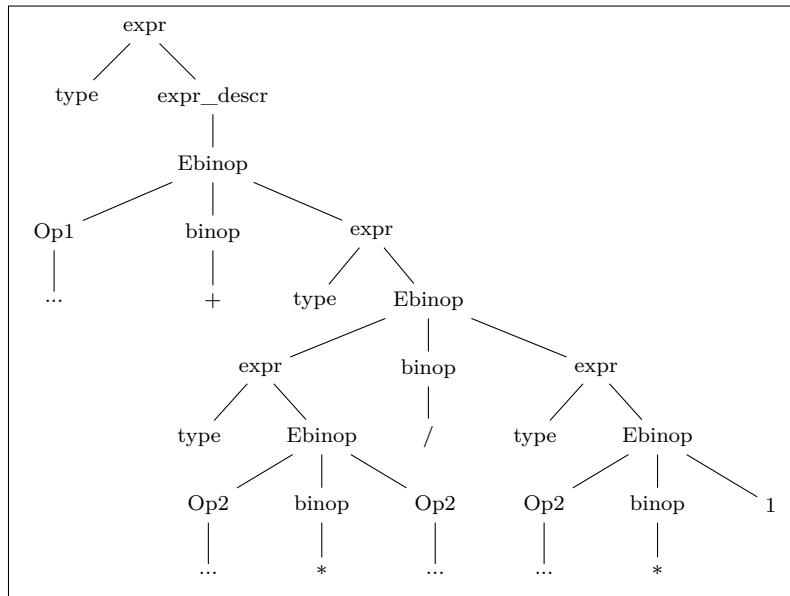 expr
type expr_descr
Ebinop
Op1 binop expr
... + type Ebinop
expr binop expr
type Ebinop / type Ebinop
Op2 binop Op2 Op2 binop 1
... * ... ... *